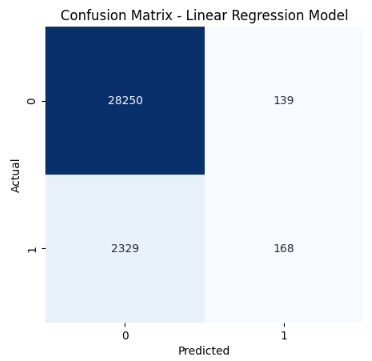 Confusion Matrix - Linear Regression Model
Actual
0
28250
139
1
2329
168
0
1
Predicted